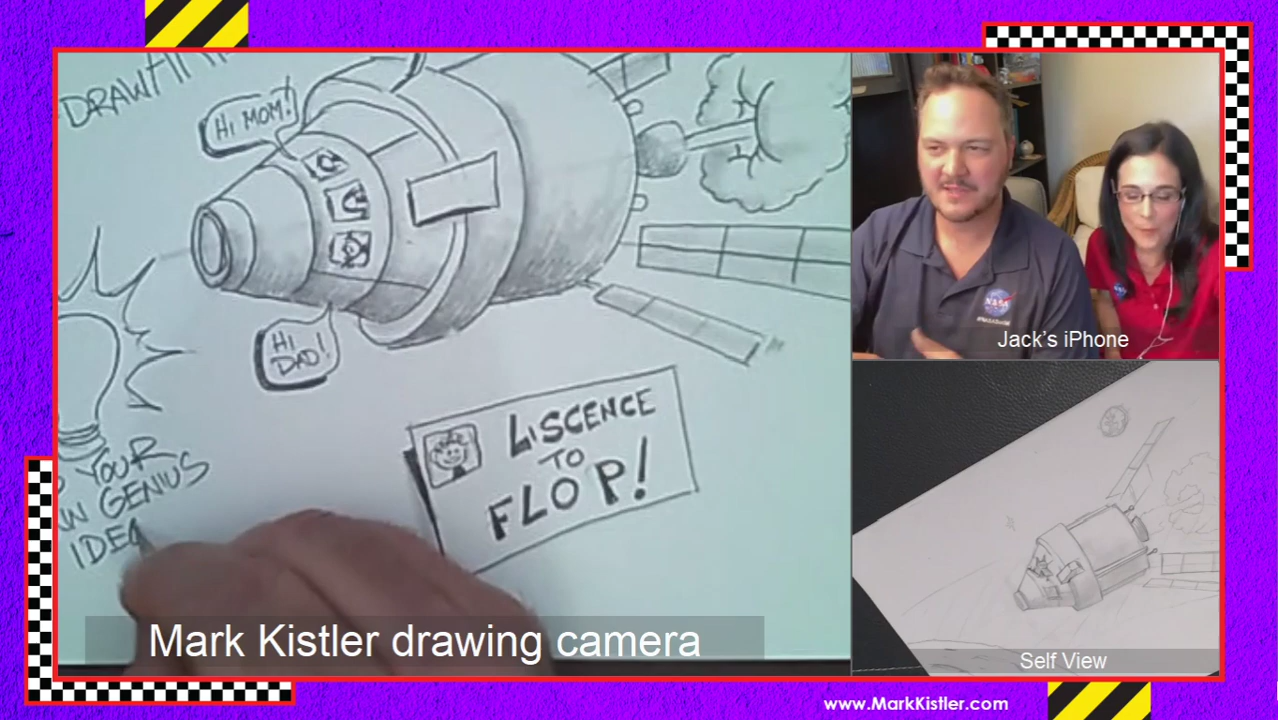 DRAW
HI MOM!
HI
DAD!
YOUR
GENIUS
IDEA
LISCENCE
TO
FLOP!
NASA
Jack's iPhone
Mark Kistler drawing camera
Self View
www.MarkKistler.com